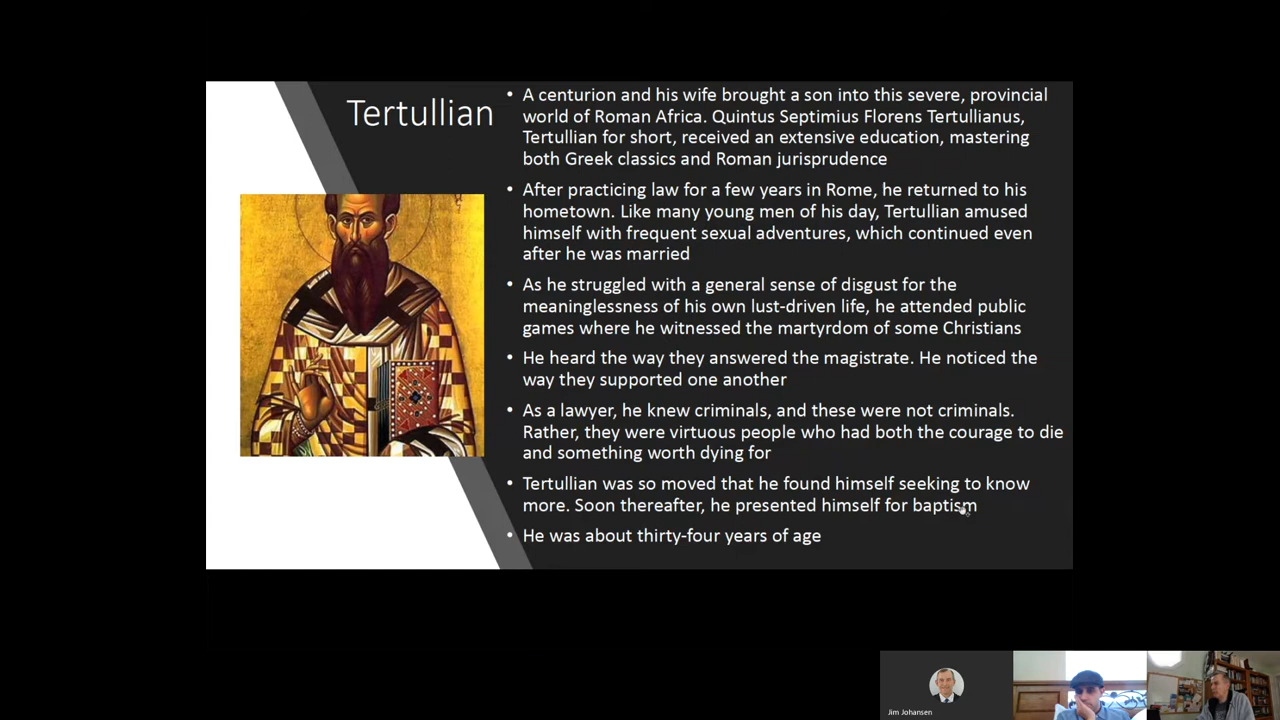 Tertullian
• A centurion and his wife brought a son into this severe, provincial
world of Roman Africa. Quintus Septimius Florens Tertullianus,
Tertullian for short, received an extensive education, mastering
both Greek classics and Roman jurisprudence
• After practicing law for a few years in Rome, he returned to his
hometown. Like many young men of his day, Tertullian amused
himself with frequent sexual adventures, which continued even
after he was married
• As he struggled with a general sense of disgust for the
meaninglessness of his own lust-driven life, he attended public
games where he witnessed the martyrdom of some Christians
• He heard the way they answered the magistrate. He noticed the
way they supported one another
• As a lawyer, he knew criminals, and these were not criminals.
Rather, they were virtuous people who had both the courage to die
and something worth dying for
• Tertullian was so moved that he found himself seeking to know
more. Soon thereafter, he presented himself for baptism
• He was about thirty-four years of age
Jim Johansen